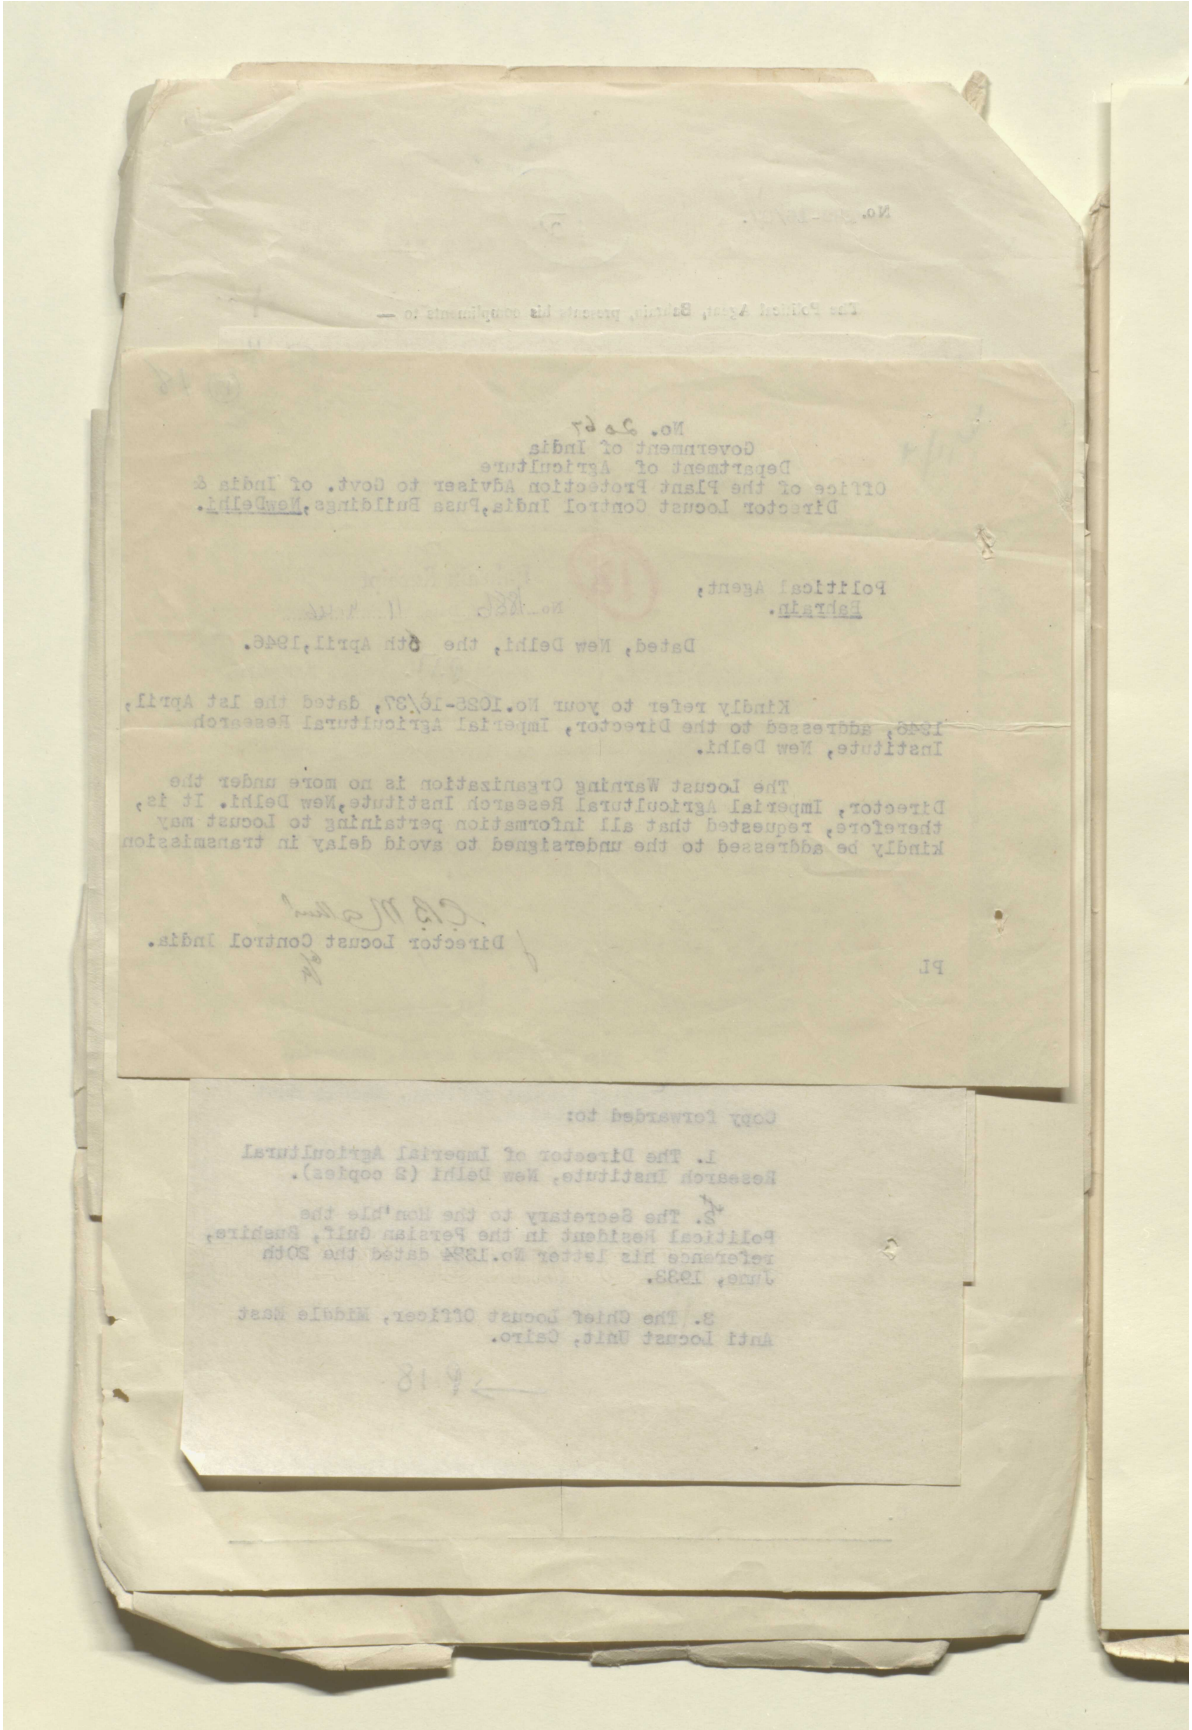 No.
The Political Agent, Bahrain, presents his compliments to —
No. 2067
Government of India
Department of Agriculture
Office of the Plant Protection Adviser to Govt. of India &
Director Locust Control India,Pusa Buildings,NewDelhi.
Political Agent,
Bahrain.
No.
Dated, New Delhi, the 6th April,1946.
Kindly refer to your No.1025-16/37, dated the 1st April,
1946, addressed to the Director, Imperial Agricultural Research
Institute, New Delhi.
The Locust Warning Organization is no more under the
Director, Imperial Agricultural Research Institute,New Delhi. It is,
therefore, requested that all information pertaining to Locust may
kindly be addressed to the undersigned to avoid delay in transmission
Director Locust Control India.
PL
Copy forwarded to:
1. The Director of Imperial Agricultural
Research Institute, New Delhi (2 copies).
2. The Secretary to the Hon'ble the
Political Resident in the Persian Gulf, Bushire,
reference his letter No.1394 dated the 20th
June, 1933.
3. The Chief Locust Officer, Middle East
Anti Locust Unit, Cairo.